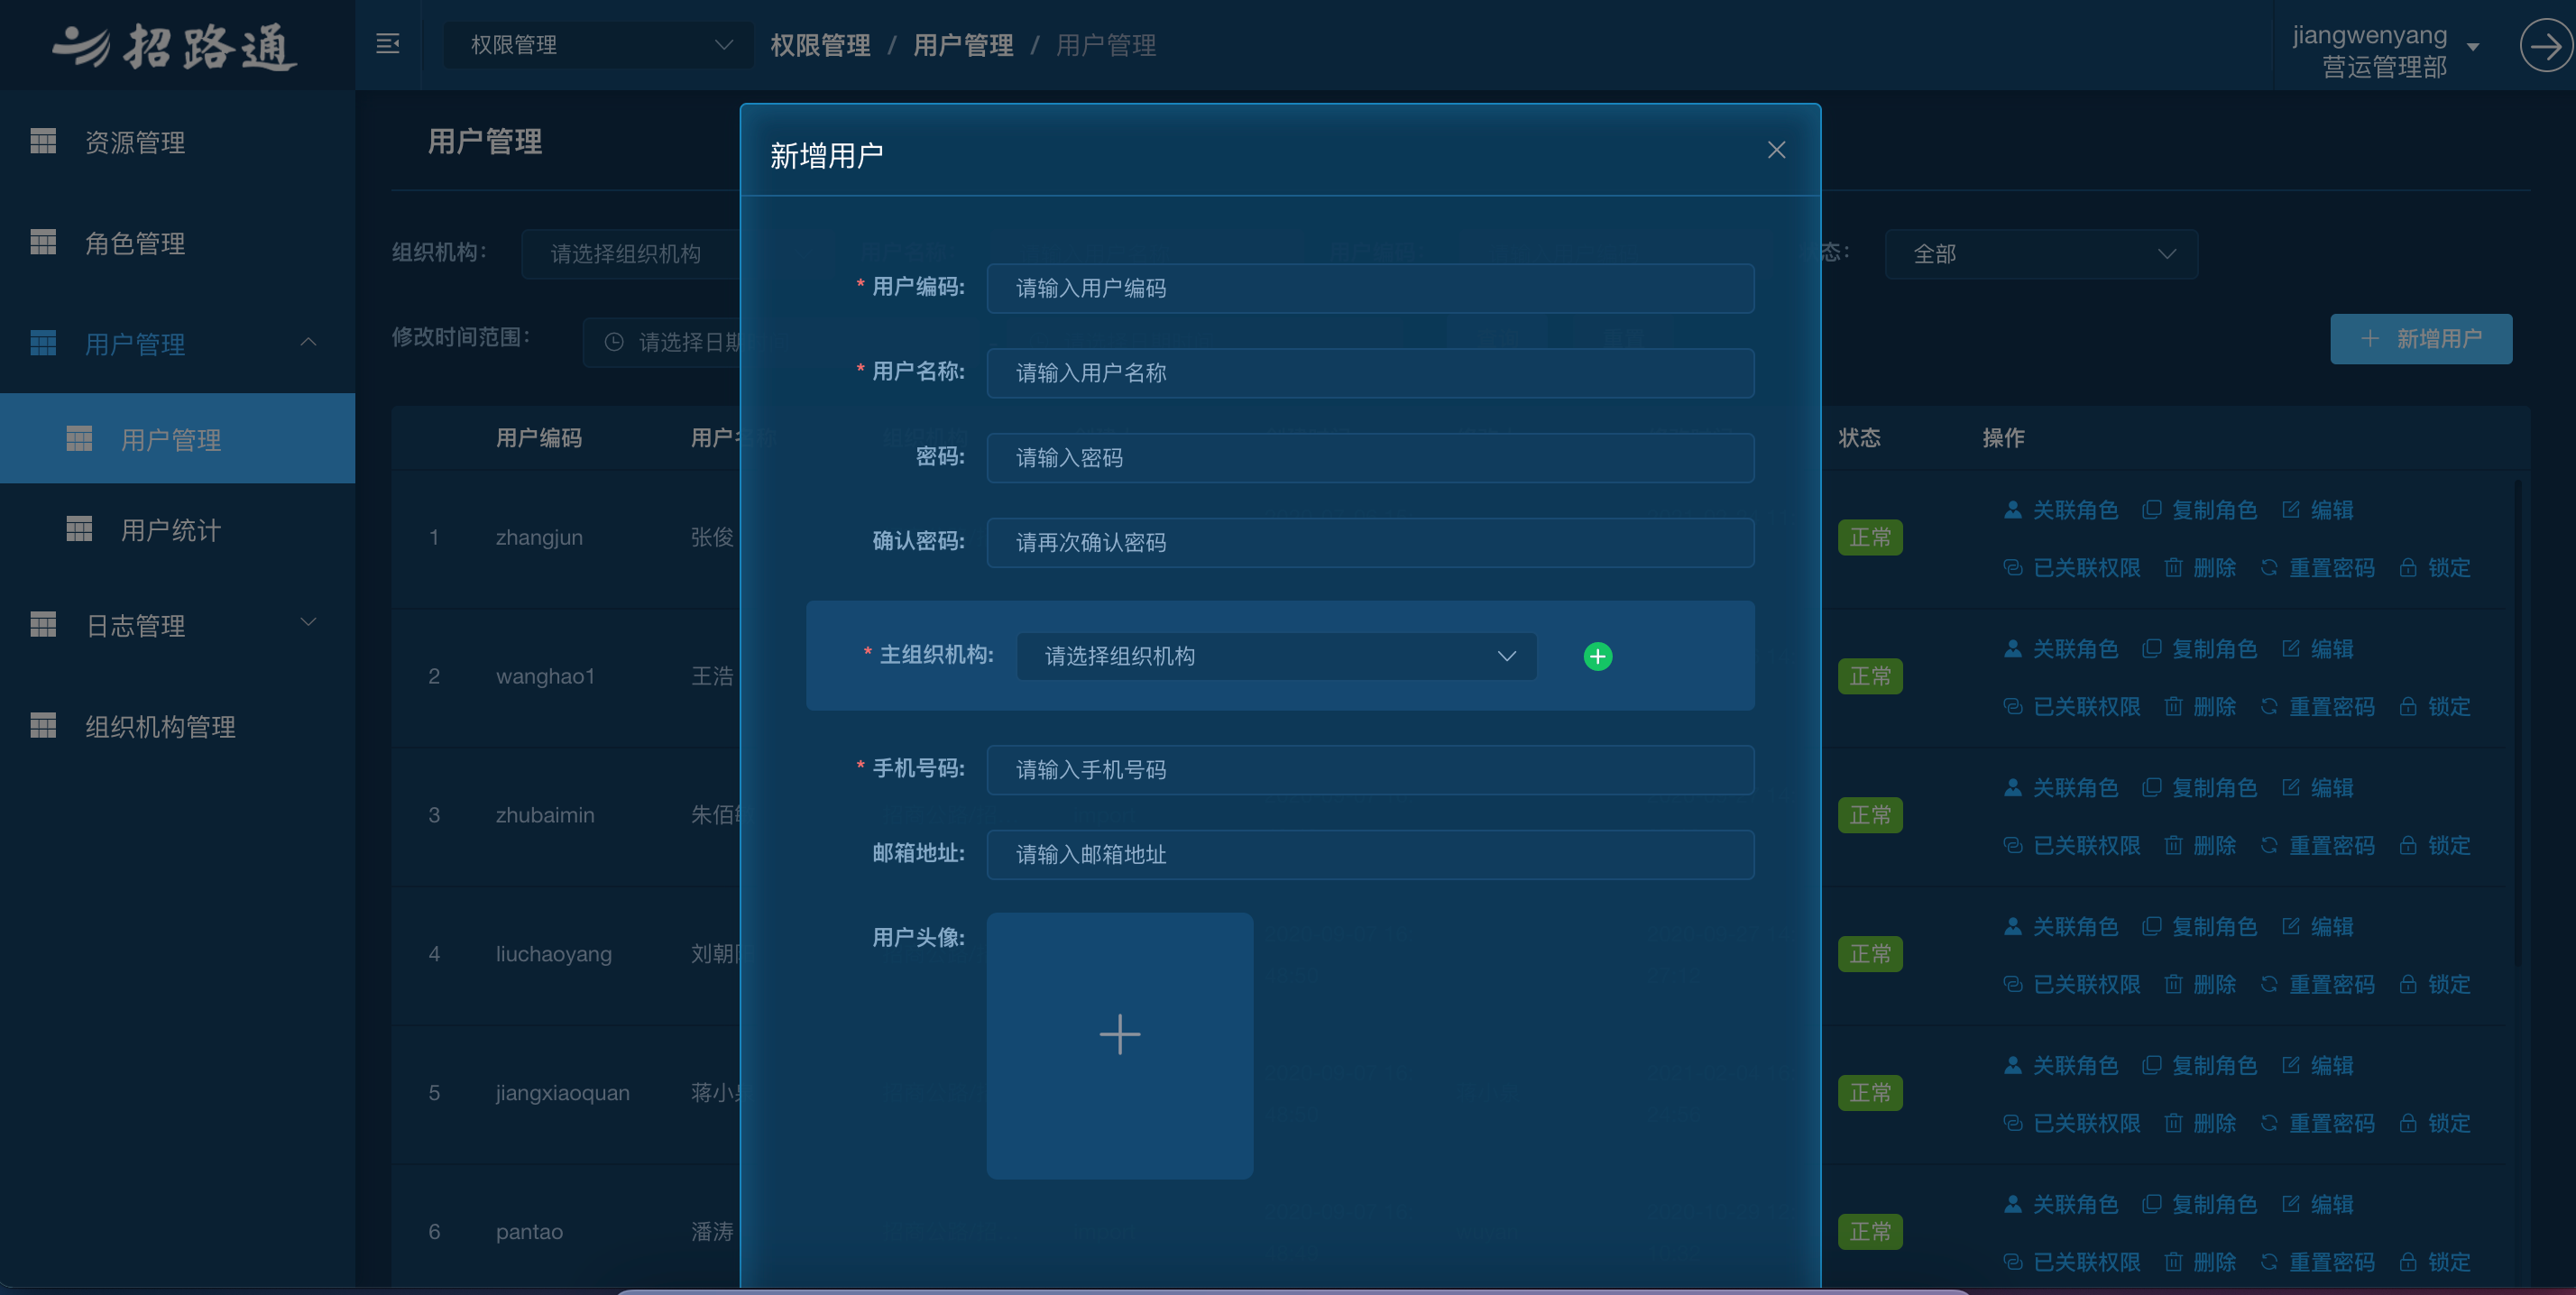 招路通
权限管理
权限管理 / 用户管理 / 用户管理
jiangwenyang
营运管理部
资源管理
角色管理
用户管理
用户管理
用户统计
日志管理
组织机构管理
用户管理
组织机构:
请选择组织机构
态:
全部
修改时间范围:
请选择日期
新增用户
用户编码
用户名称
状态
操作
1 zhangjun 张俊 正常
关联角色 复制角色 编辑
已关联权限 删除 重置密码 锁定
2 wanghao1 王浩 正常
关联角色 复制角色 编辑
已关联权限 删除 重置密码 锁定
3 zhubaimin 朱佰 正常
关联角色 复制角色 编辑
已关联权限 删除 重置密码 锁定
4 liuchaoyang 刘朝 正常
关联角色 复制角色 编辑
已关联权限 删除 重置密码 锁定
5 jiangxiaoquan 蒋小 正常
关联角色 复制角色 编辑
已关联权限 删除 重置密码 锁定
6 pantao 潘涛 正常
关联角色 复制角色 编辑
已关联权限 删除 重置密码 锁定
新增用户
* 用户编码: 请输入用户编码
* 用户名称: 请输入用户名称
密码: 请输入密码
确认密码: 请再次确认密码
* 主组织机构: 请选择组织机构
* 手机号码: 请输入手机号码
邮箱地址: 请输入邮箱地址
用户头像: